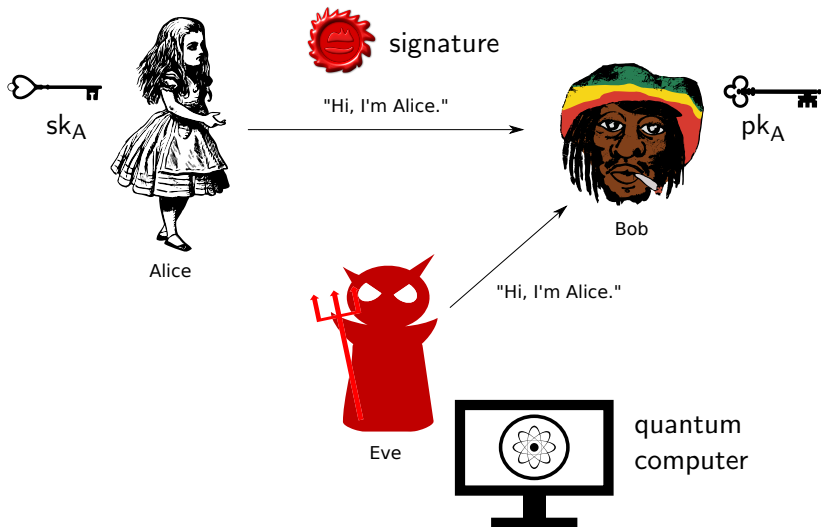 signature
"Hi, I'm Alice."
sk_A
pk_A
Alice
Bob
"Hi, I'm Alice."
Eve
quantum
computer